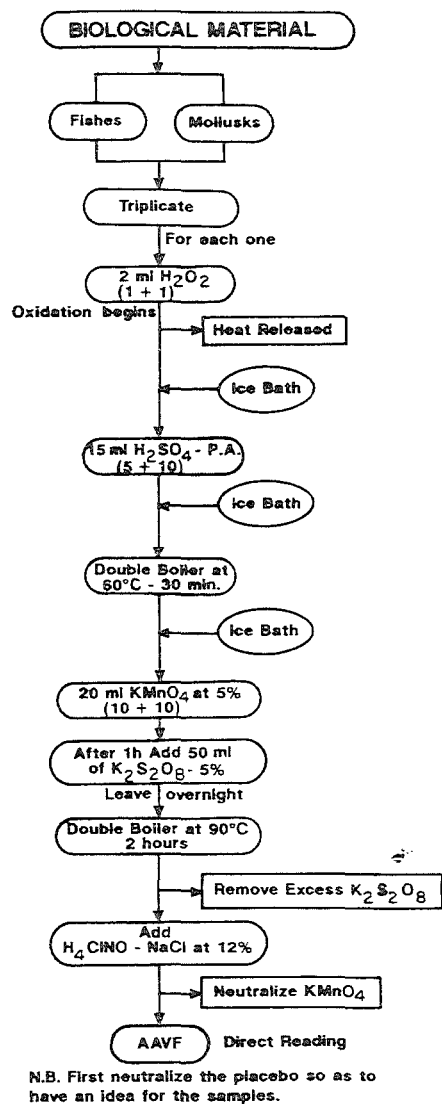 BIOLOGICAL MATERIAL
Fishes
Mollusks
Triplicate
For each one
2 ml H2O2
(1 + 1)
Oxidation begins
Heat Released
Ice Bath
15 ml H2SO4 - P.A.
(5 + 10)
Ice Bath
Double Boiler at
60°C - 30 min.
Ice Bath
20 ml KMnO4 at 5%
(10 + 10)
After 1h Add 50 ml
of K2S2O8 - 5%
Leave overnight
Double Boiler at 90°C
2 hours
Remove Excess K2S2O8
Add
H4ClNO - NaCl at 12%
Neutralize KMnO4
AAVF
Direct Reading
N.B. First neutralize the placebo so as to
have an idea for the samples.